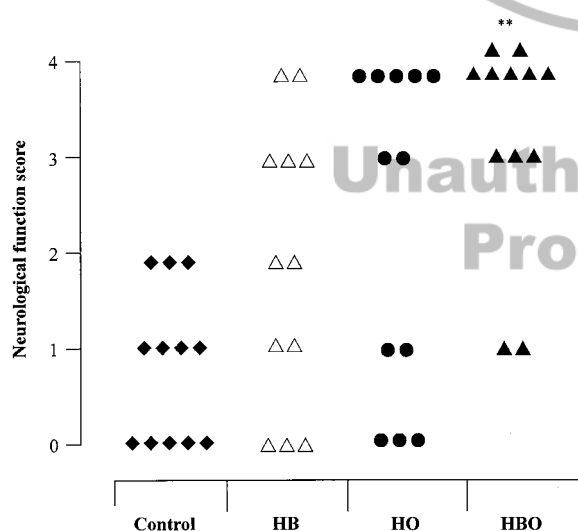 **
4
3
2
1
0
Neurological function score
Unauth
Pro
Control HB HO HBO